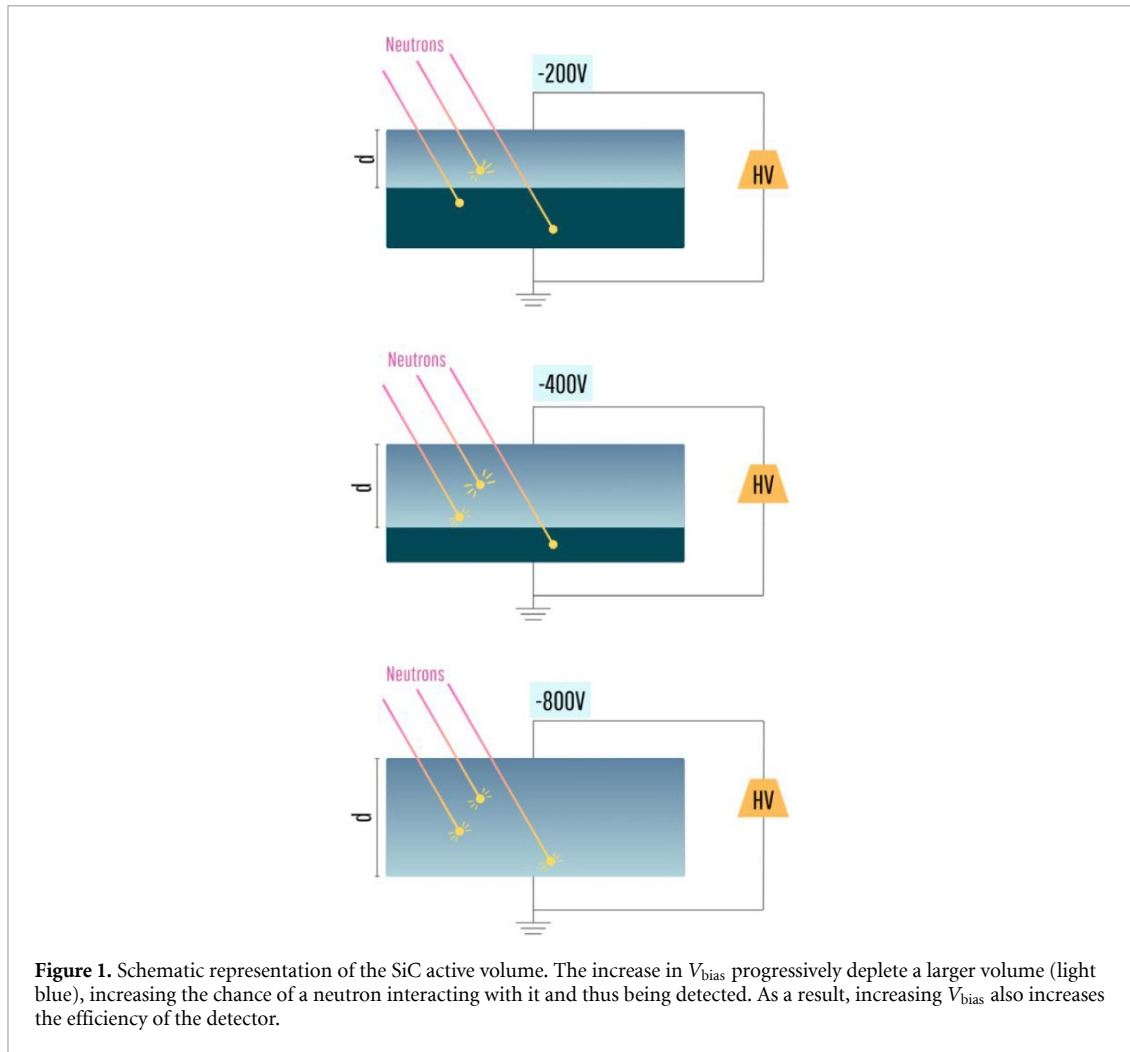 Neutrons
-200V
d
HV
Neutrons
-400V
d
HV
Neutrons
-800V
d
HV
Figure 1. Schematic representation of the SiC active volume. The increase in Vbias progressively deplete a larger volume (light
blue), increasing the chance of a neutron interacting with it and thus being detected. As a result, increasing Vbias also increases
the efficiency of the detector.